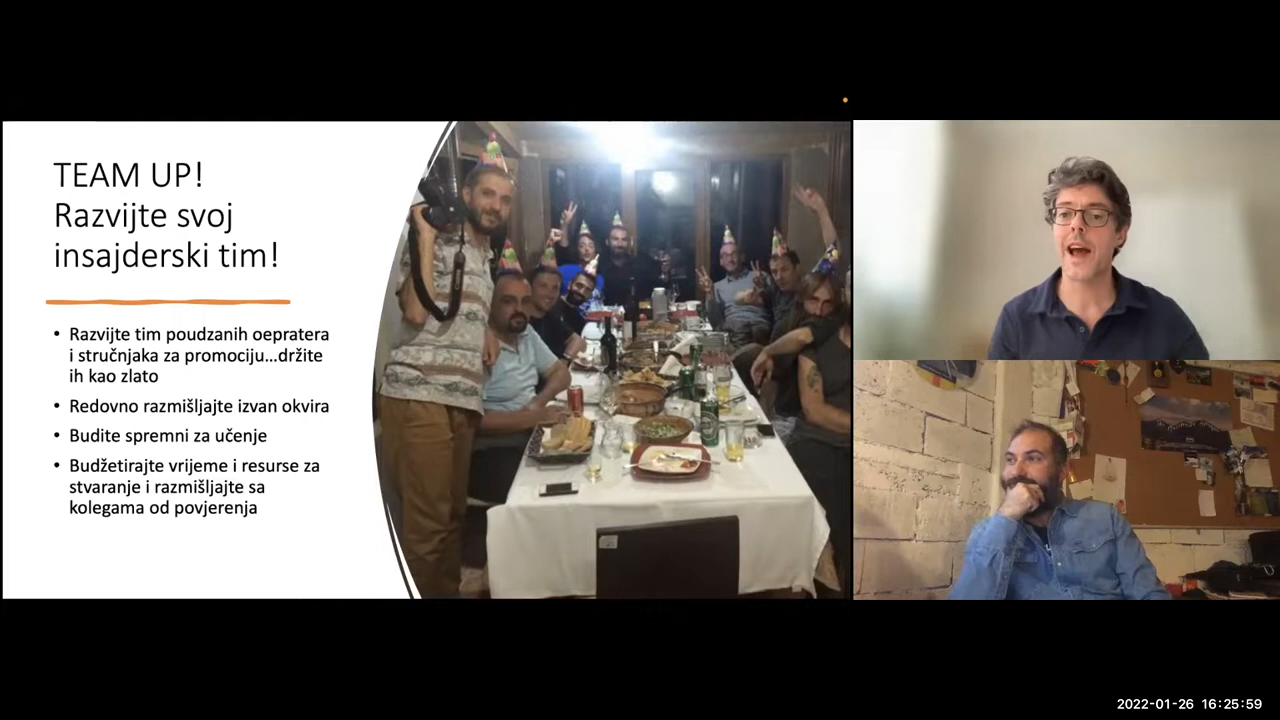 TEAM UP!
Razvijte svoj
insajderski tim!
• Razvijte tim poudzanih oepratera
i stručnjaka za promociju...držite
ih kao zlato
• Redovno razmišljajte izvan okvira
• Budite spremni za učenje
• Budžetirajte vrijeme i resurse za
stvaranje i razmišljajte sa
kolegama od povjerenja
2022-01-26 16:25:59